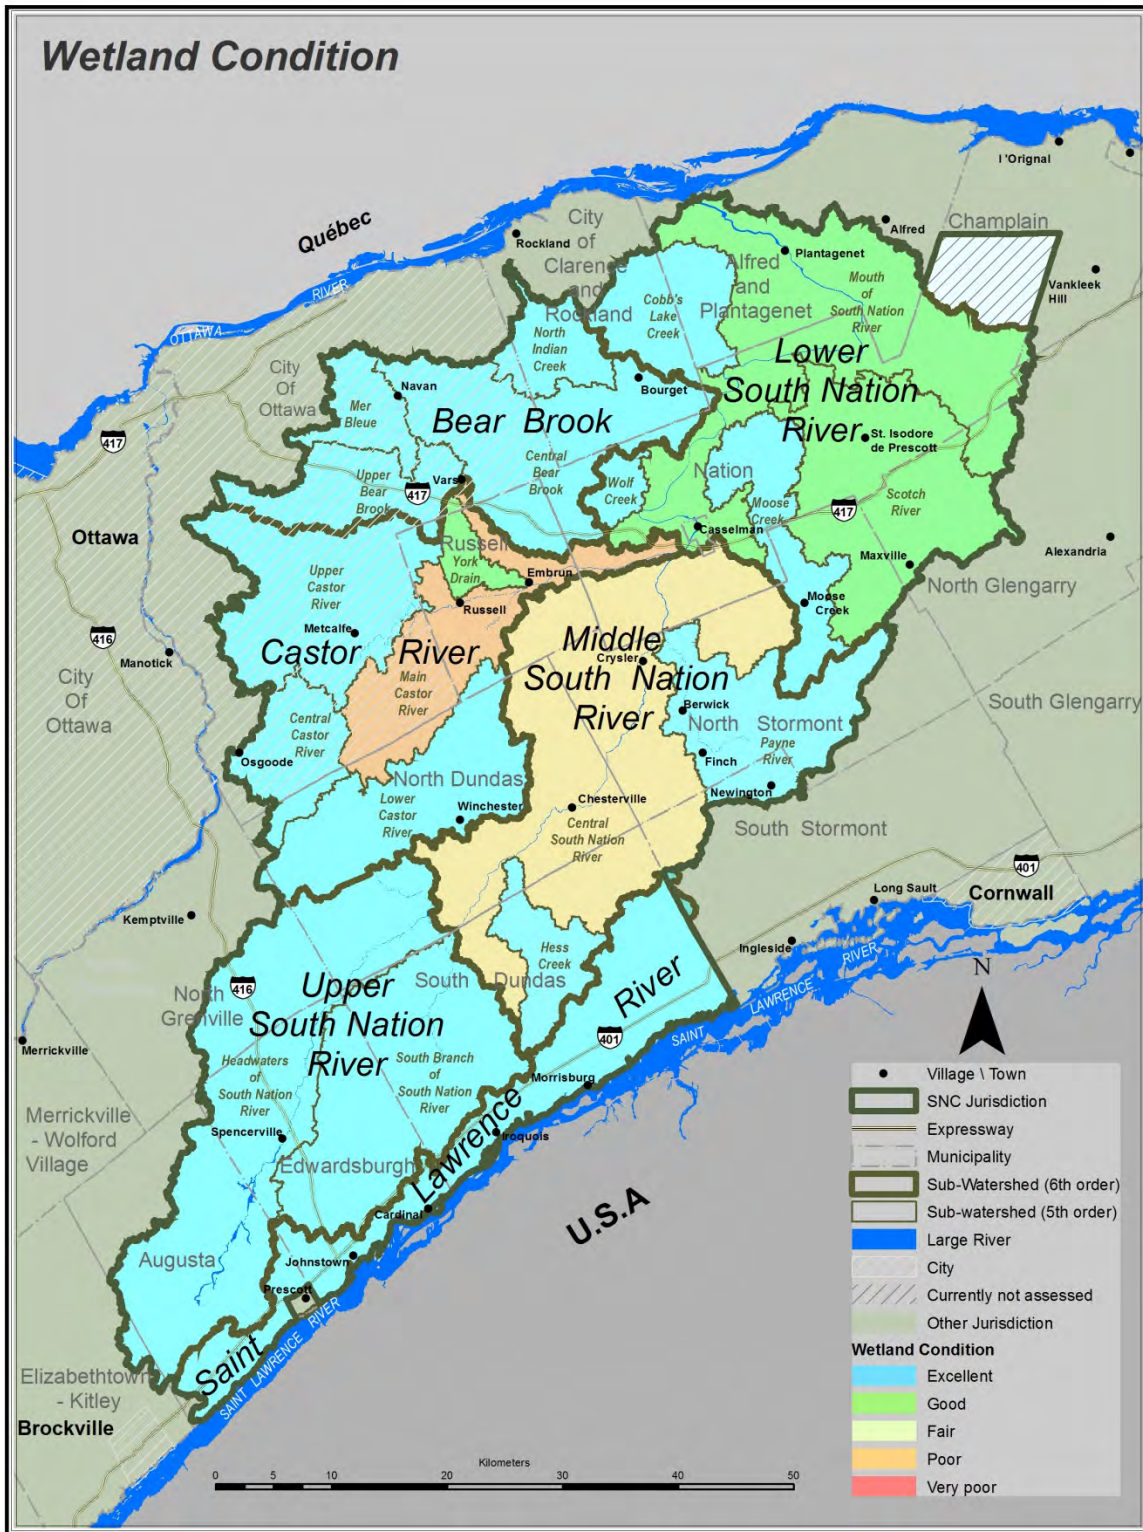 Wetland Condition
Québec
OTTAWA RIVER
Rockland
City
of
Clarence
and
Rockland
l 'Orignal
Alfred
Champlain
Vankleek
Hill
Plantagenet
Alfred
and
Plantagenet
Mouth
of
South Nation
River
Cobb's
Lake
Creek
North
Indian
Creek
Lower
South Nation
River
City
Of
Ottawa
Navan
Mer
Bleue
Bourget
Bear Brook
Central
Bear
Brook
Upper
Bear
Brook
Vars
417
417
417
St. Isodore
de Prescott
Nation
Wolf
Creek
Moose
Creek
Scotch
River
Casselman
Maxville
Alexandria
North Glengarry
Ottawa
Russell
York
Drain
Embrun
Russell
Upper
Castor
River
Metcalfe
Castor River
Main
Castor
River
416
Manotick
City
Of
Ottawa
Central
Castor
River
Osgoode
Moose
Creek
Middle
South Nation
River
Crysler
Berwick
North Stormont
Payne
River
Finch
Newington
South Glengarry
North Dundas
Lower
Castor
River
Winchester
Chesterville
Central
South Nation
River
South Stormont
401
Cornwall
Long Sault
Ingleside
Kemptville
416
North
Grenville
Merrickville
Merrickville
- Wolford
Village
Upper
South Nation
River
Headwaters
of
South Nation
River
South Branch
of
South Nation
River
South Dundas
Hess
Creek
401
SAINT LAWRENCE RIVER
Morrisburg
Iroquois
Spencerville
Edwardsburgh
Cardinal
Johnstown
Prescott
Augusta
Saint Lawrence River
SAINT LAWRENCE RIVER
Elizabethtown
- Kitley
Brockville
U.S.A
N
Village \ Town
SNC Jurisdiction
Expressway
Municipality
Sub-Watershed (6th order)
Sub-watershed (5th order)
Large River
City
Currently not assessed
Other Jurisdiction
Wetland Condition
Excellent
Good
Fair
Poor
Very poor
Kilometers
0 5 10 20 30 40 50